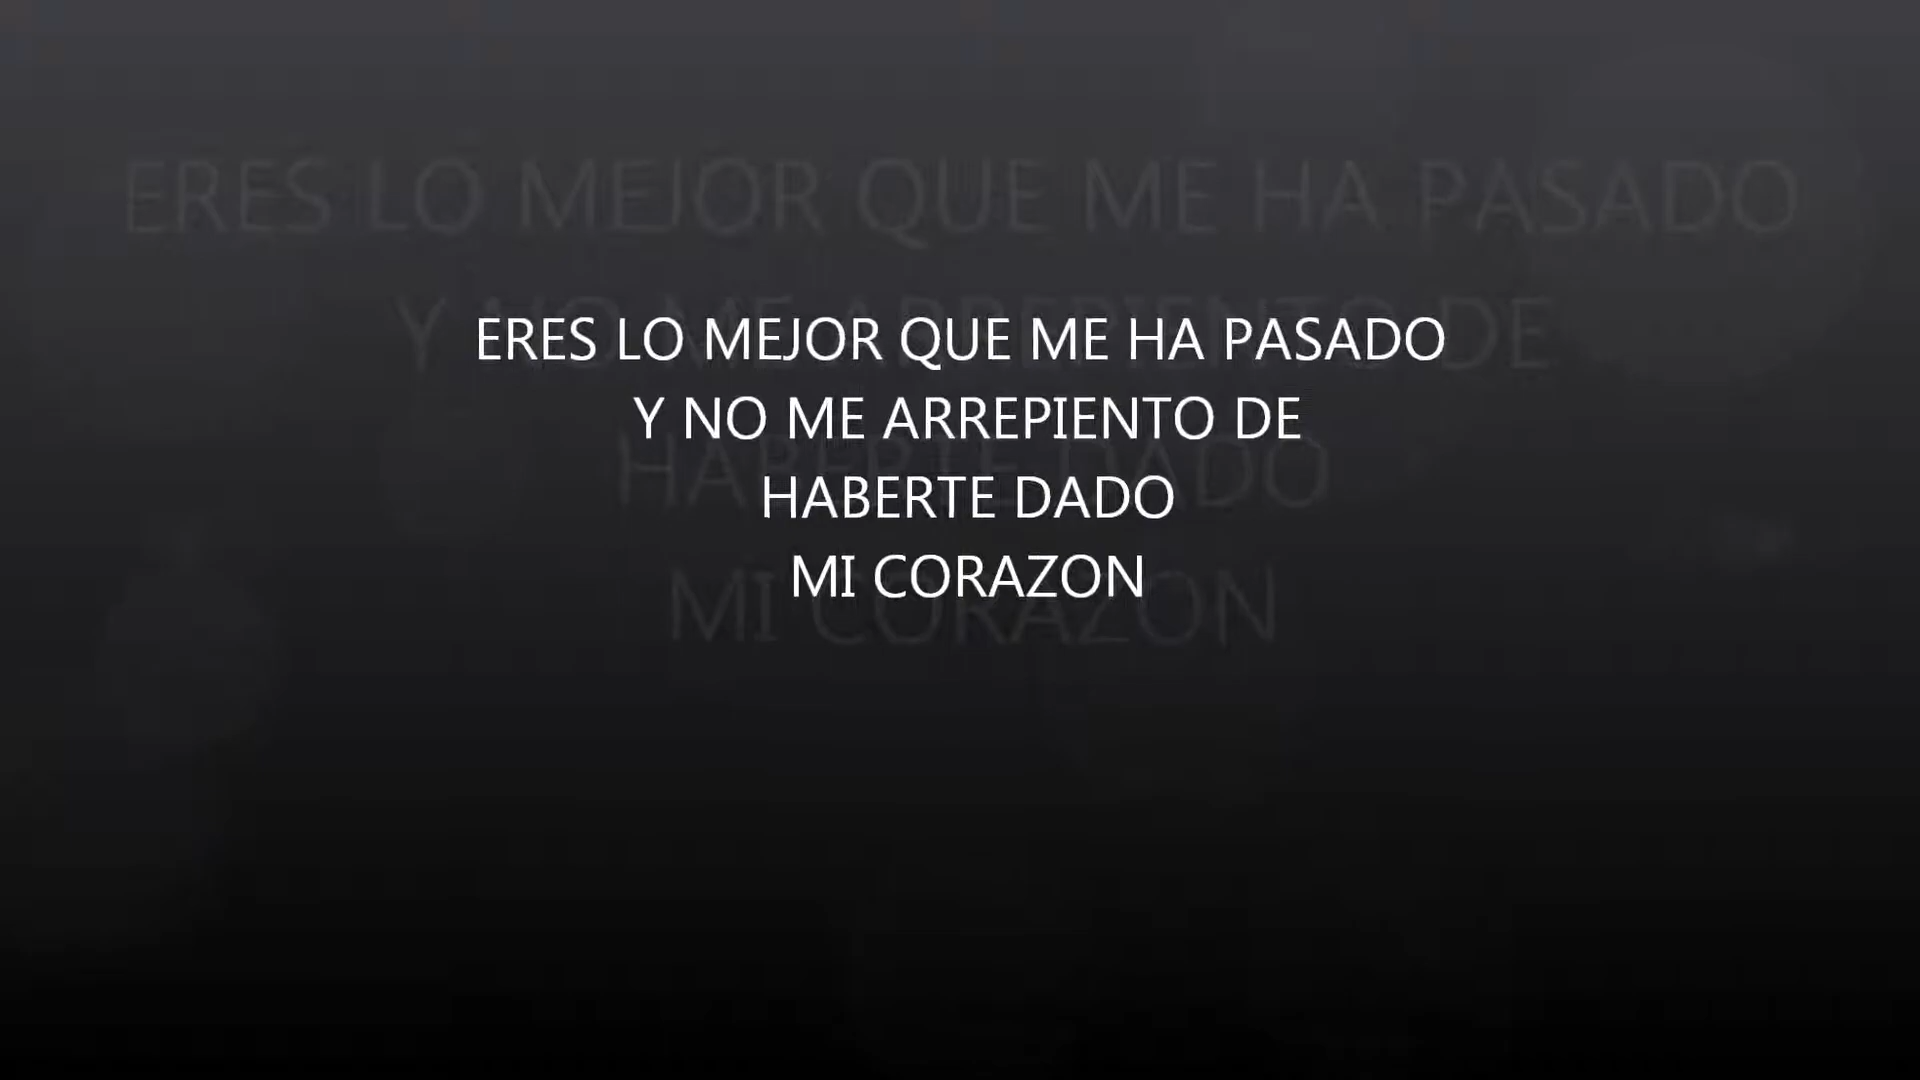 ERES LO MEJOR QUE ME HA PASADO
Y NO ME ARREPIENTO DE
HABERTE DADO
MI CORAZON